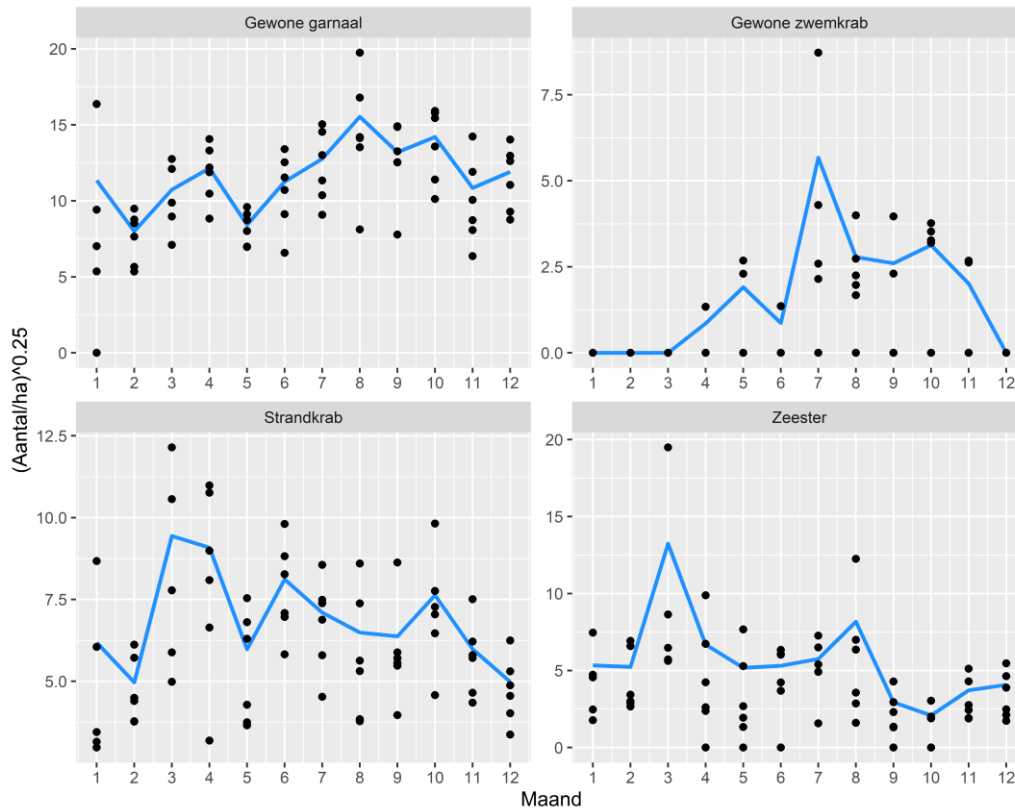 Gewone garnaal
Gewone zwemkrab
20
15
10
5
0
1 2 3 4 5 6 7 8 9 10 11 12
7.5
5.0
2.5
0.0
1 2 3 4 5 6 7 8 9 10 11 12
(Aantal/ha)^0.25
Strandkrab
Zeester
12.5
10.0
7.5
5.0
1 2 3 4 5 6 7 8 9 10 11 12
20
15
10
5
0
1 2 3 4 5 6 7 8 9 10 11 12
Maand